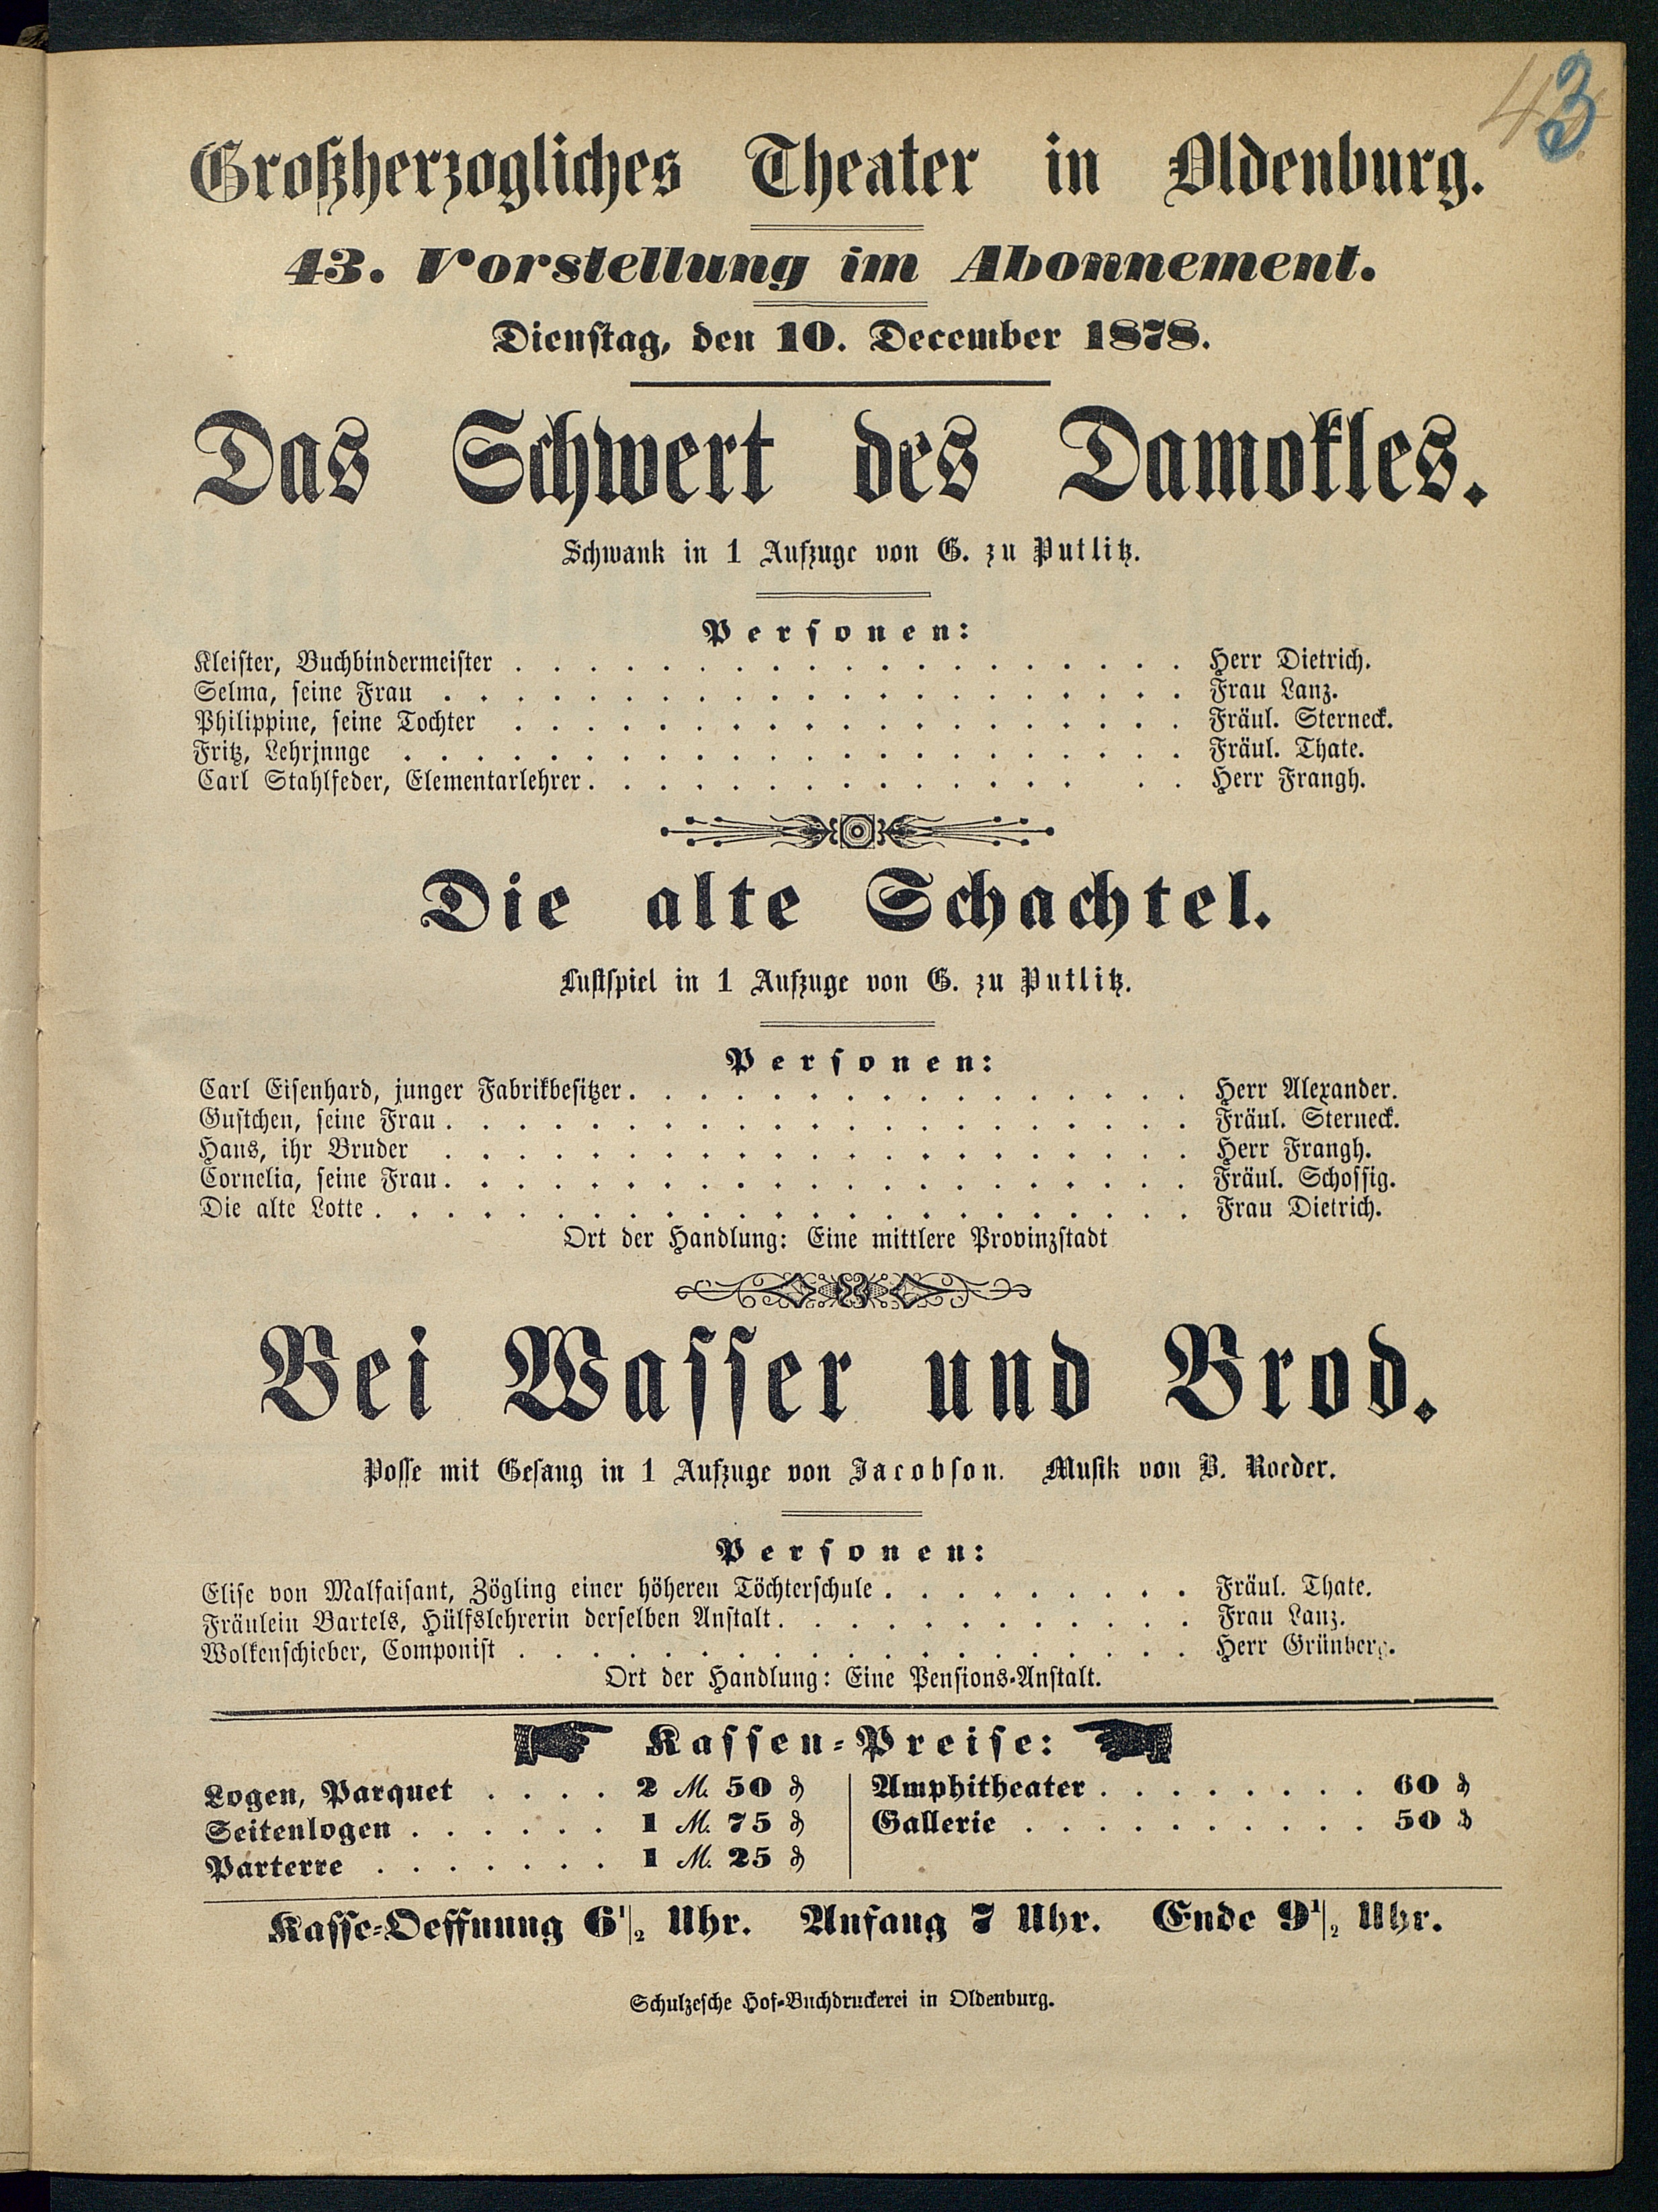 43
Großherzogliches Theater in Oldenburg.
43. Vorstellung im Abonnement.
Dienstag, den 10. December 1878.
Das Schwert des Damokles.
Schwank in 1 Aufzuge von G. zu Putlitz.
Personen:
Kleister, Buchbindermeister . . . . . . . . . . . . . . . . . . . Herr Dietrich.
Selma, seine Frau . . . . . . . . . . . . . . . . . . . . . Frau Lanz.
Philippine, seine Tochter . . . . . . . . . . . . . . . . . . . Fräul. Sterneck.
Fritz, Lehrjnnge . . . . . . . . . . . . . . . . . . . . . . Fräul. Thate.
Carl Stahlfeder, Elementarlehrer. . . . . . . . . . . . . . . . Herr Frangh.
Die alte Schachtel.
Lustspiel in 1 Aufzuge von G. zu Putlitz.
Personen:
Carl Eisenhard, junger Fabrikbesitzer. . . . . . . . . . . . . . . . Herr Alexander.
Gustchen, seine Frau . . . . . . . . . . . . . . . . . . . . . Fräul. Sterneck.
Hans, ihr Bruder . . . . . . . . . . . . . . . . . . . . . Herr Frangh.
Cornelia, seine Frau. . . . . . . . . . . . . . . . . . . . . Fräul. Schossig.
Die alte Lotte . . . . . . . . . . . . . . . . . . . . . . . Frau Dietrich.
Ort der Handlung: Eine mittlere Provinzstadt
Bei Wasser und Brod.
Posse mit Gesang in 1 Aufzuge von Jacobson. Musik von B. Roeder.
Personen:
Elise von Malfaisant, Zögling einer höheren Töchterschule . . . . . . . . . Fräul. Thate.
Fräulein Bartels, Hülfslehrerin derselben Anstalt . . . . . . . . . . . . Frau Lanz.
Wolkenschieber, Componist . . . . . . . . . . . . . . . . . . . Herr Grünberg.
Ort der Handlung: Eine Pensions-Anstalt.
Kassen-Preise:
Logen, Parquet . . . . 2 M. 50 ₰
Seitenlogen . . . . . . 1 M. 75 ₰
Parterre . . . . . . . 1 M. 25 ₰
Amphitheater . . . . . . . . 60 ₰
Gallerie . . . . . . . . . . 50 ₰
Kasse-Oeffnung 6 1/2 Uhr. Anfang 7 Uhr. Ende 9 1/2 Uhr.
Schulzesche Hof-Buchdruckerei in Oldenburg.